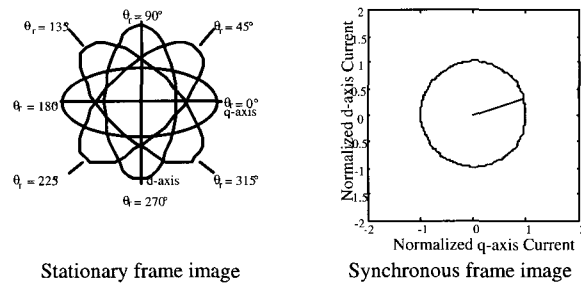 θr = 90°
θr = 135
θr = 45°
θr = 180°
θr = 0°
q-axis
θr = 225
d-axis
θr = 315°
θr = 270°
Stationary frame image
2
1.5
1
0.5
0
-0.5
-1
1.5
-2
Normalized d-axis Current
-2
-1
0
1
2
Normalized q-axis Current
Synchronous frame image